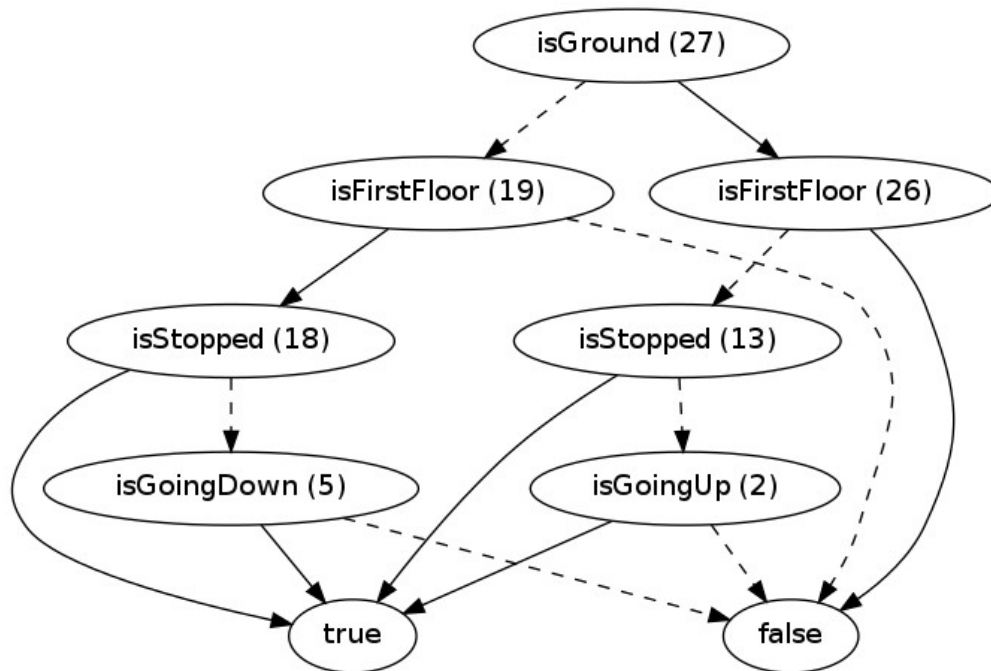 isGround (27)
isFirstFloor (19)
isFirstFloor (26)
isStopped (18)
isStopped (13)
isGoingDown (5)
isGoingUp (2)
true
false